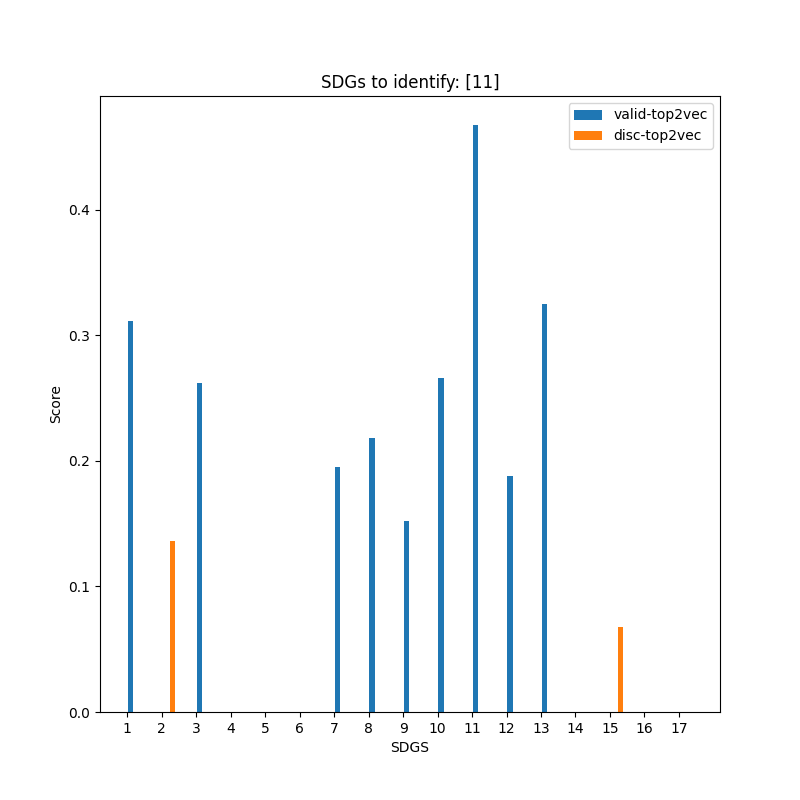 SDGs to identify: [11]
valid-top2vec
disc-top2vec
Score
0.4
0.3
0.2
0.1
0.0
1 2 3 4 5 6 7 8 9 10 11 12 13 14 15 16 17
SDGS